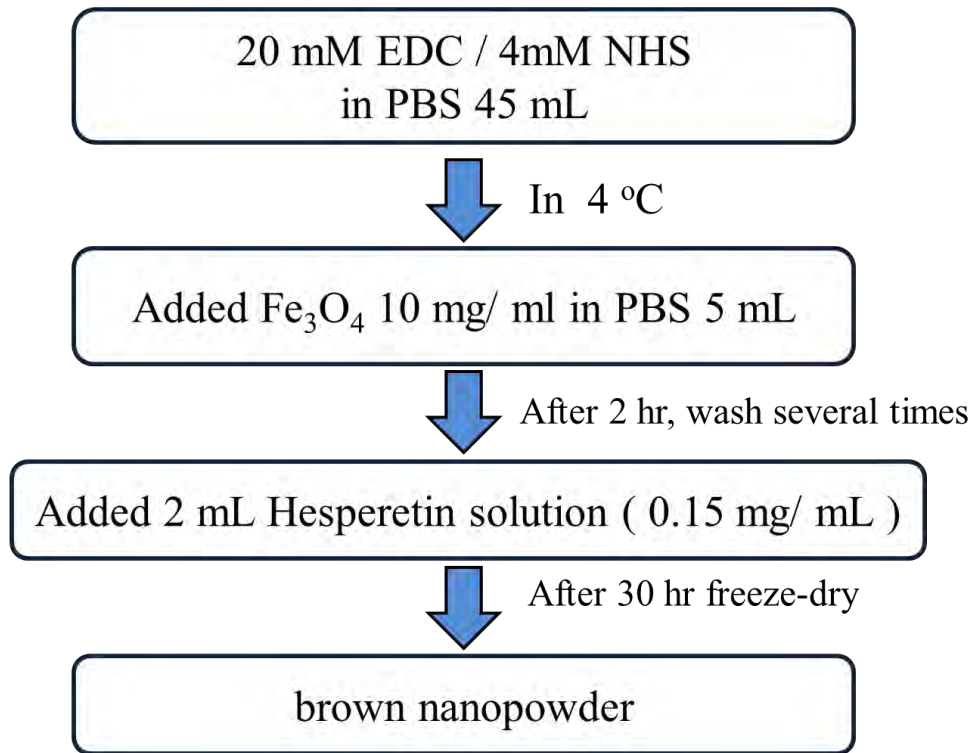 20 mM EDC / 4mM NHS
in PBS 45 mL
In 4 °C
Added Fe₃O₄ 10 mg/ ml in PBS 5 mL
After 2 hr, wash several times
Added 2 mL Hesperetin solution ( 0.15 mg/ mL )
After 30 hr freeze-dry
brown nanopowder